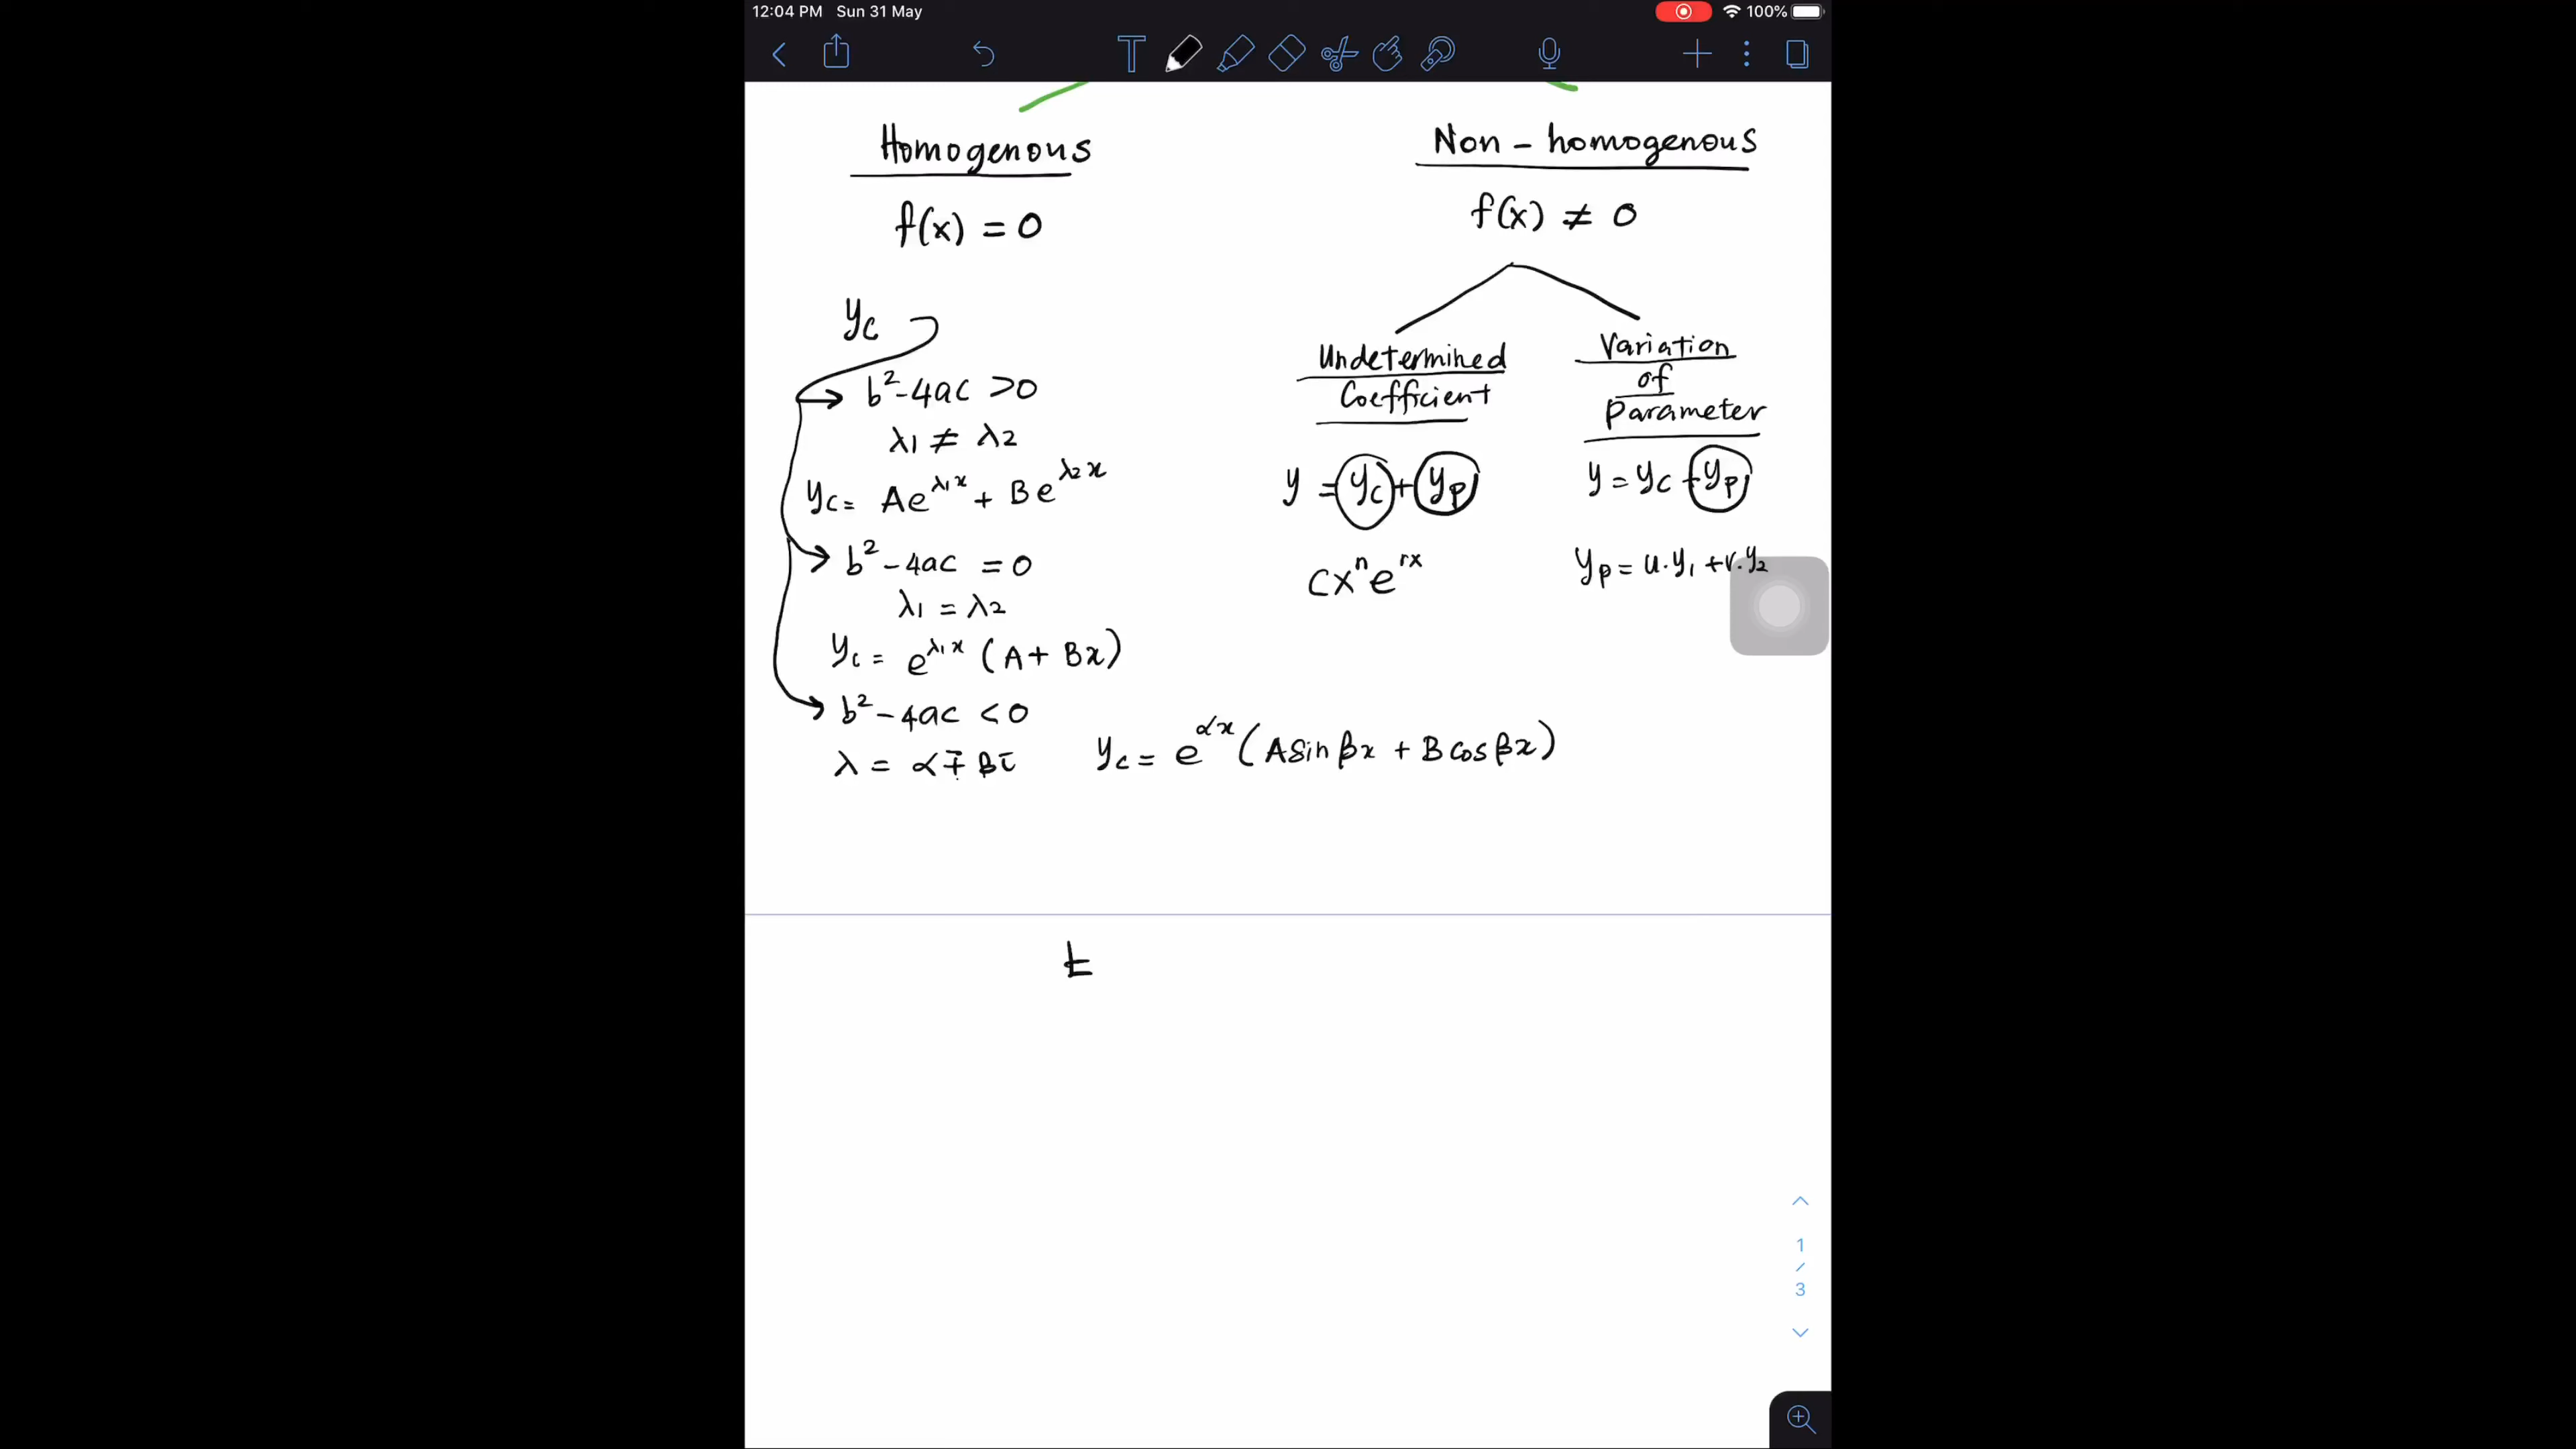 12:04 PM Sun 31 May
100%
Homogenous
f(x) = 0
yc
b²-4ac >0
λ1 ≠ λ2
yc= Ae^λ1x + Be^λ2x
b²-4ac =0
λ1 = λ2
yc = e^λ1x (A+ Bx)
b²-4ac <0
λ = α∓βi
yc = e^αx (A sin βx + B cos βx)
Non-homogenous
f(x) ≠ 0
Undetermined
Coefficient
y = yc + yp
Cx^n e^rx
Variation
of
Parameter
y = yc + yp
yp = u.y1 + v.y2
1
/
3